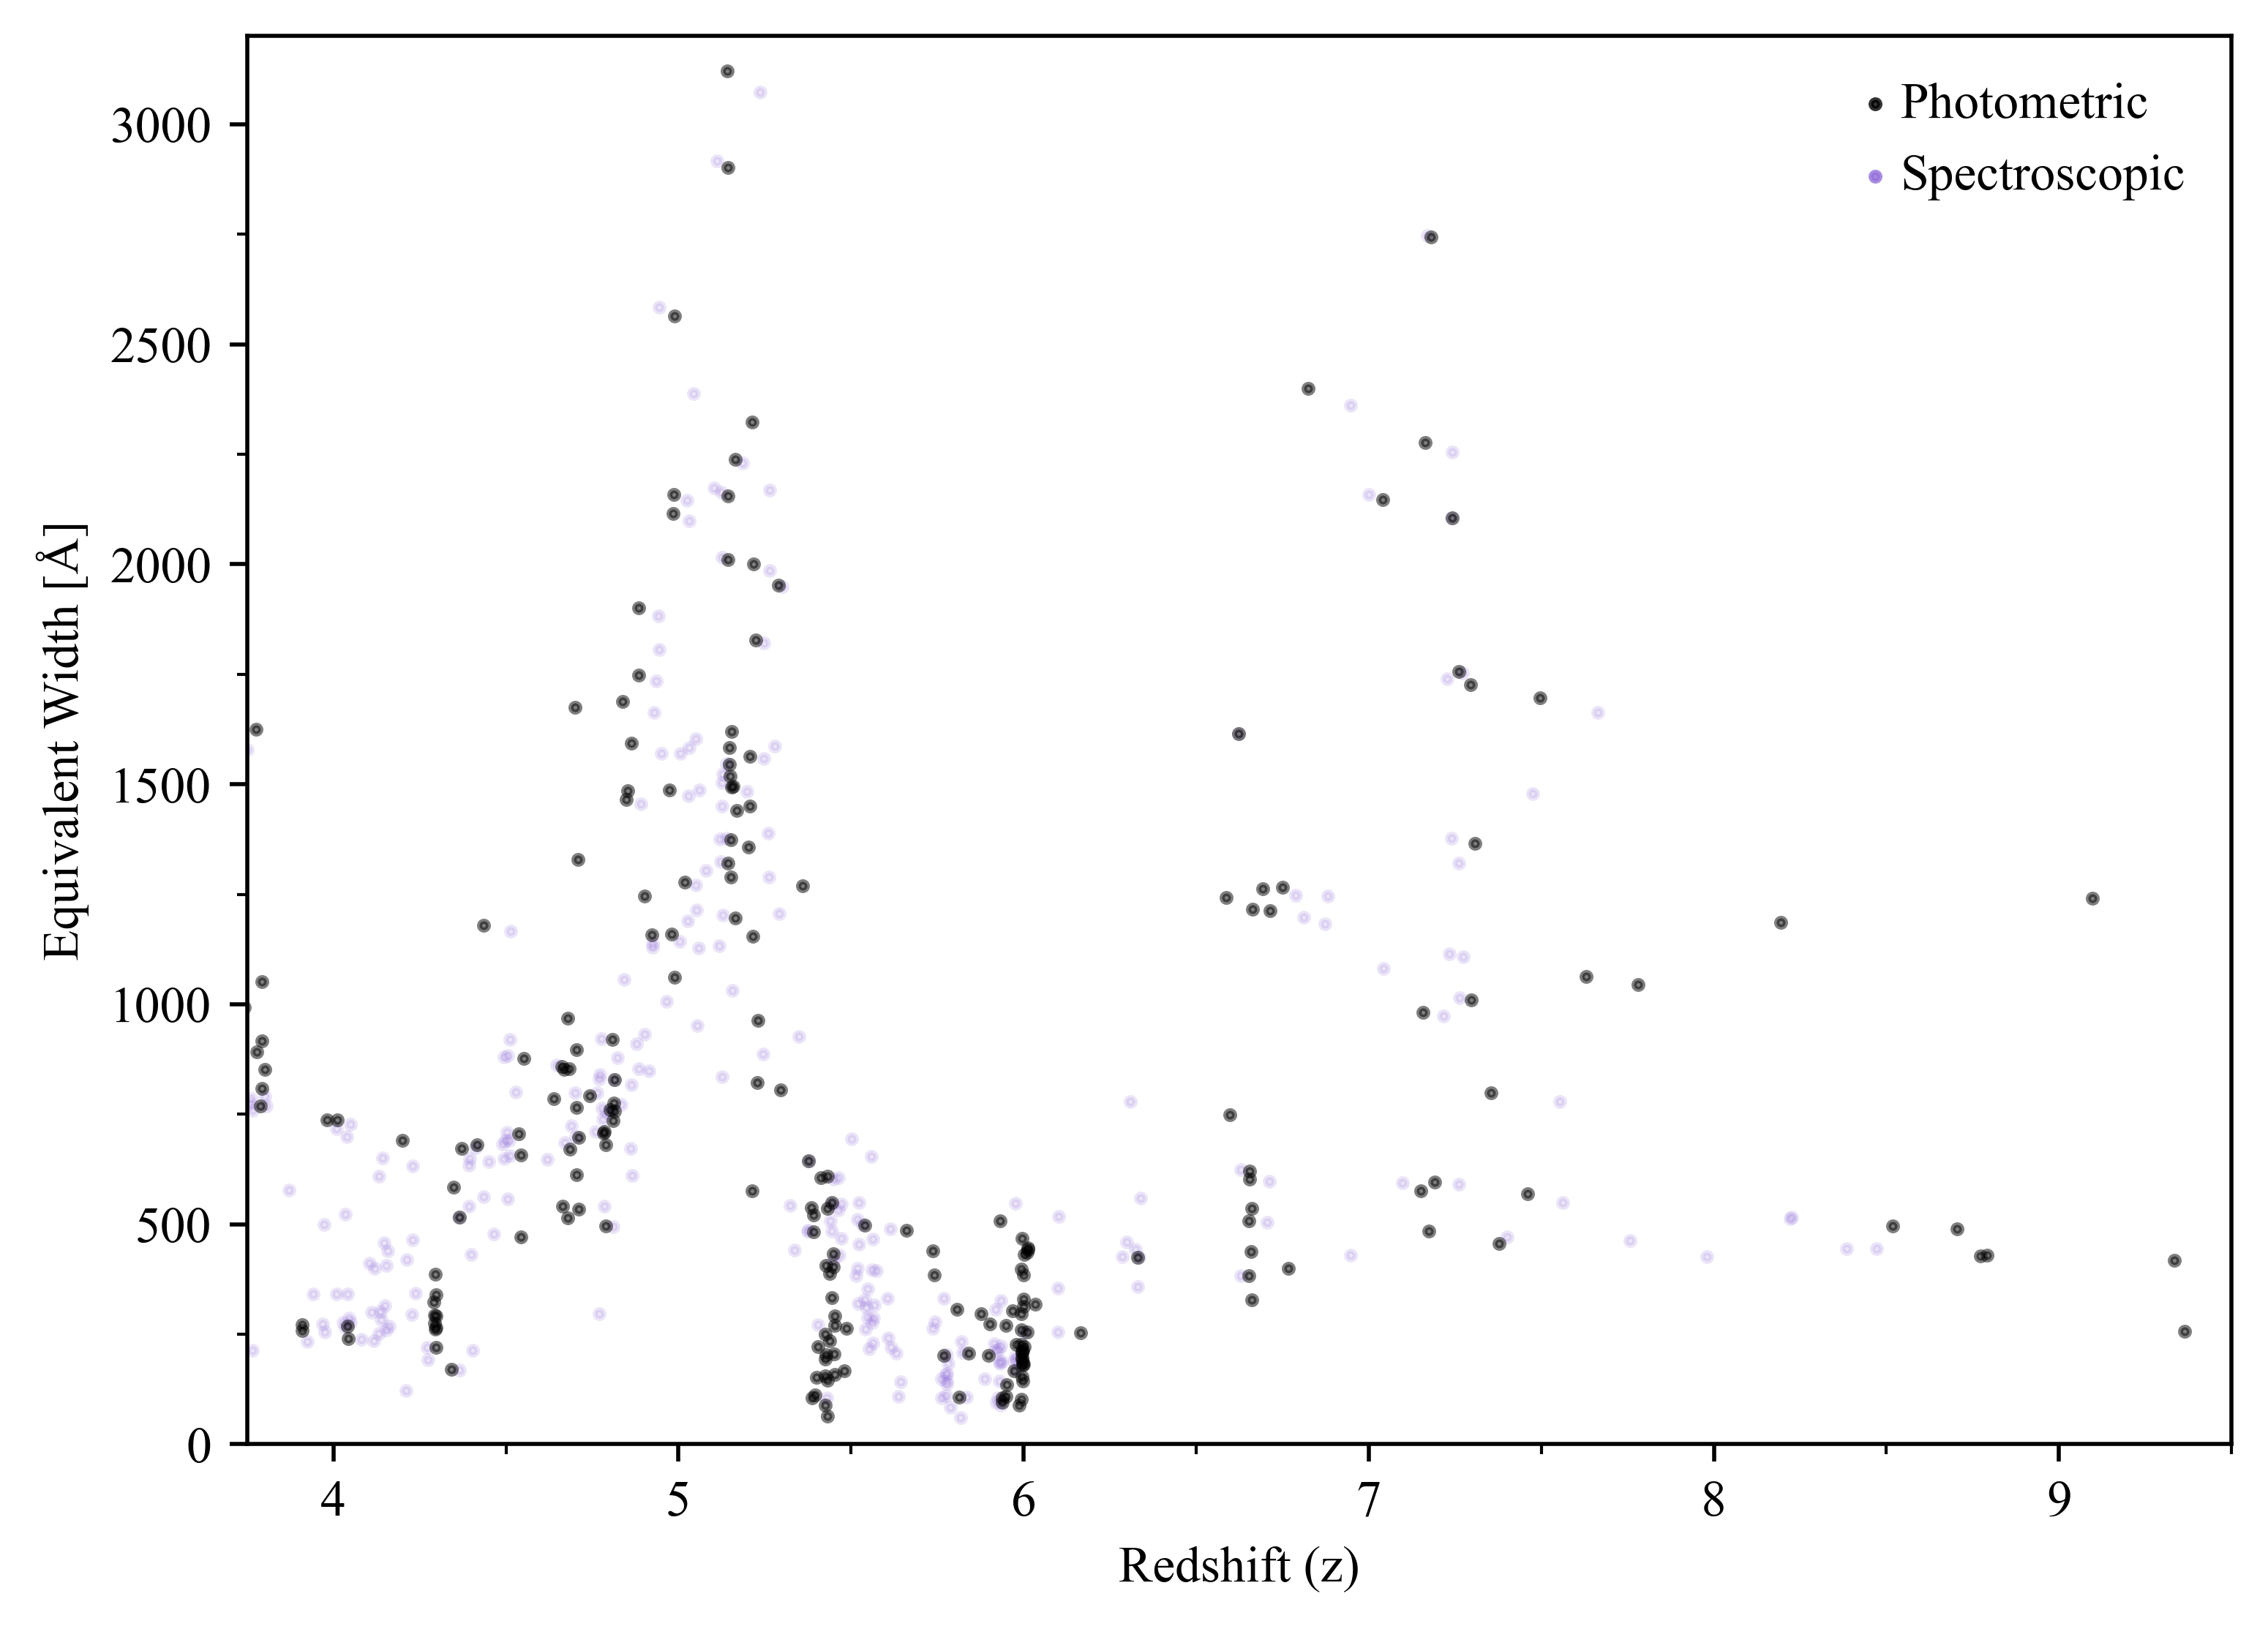 Photometric
Spectroscopic
3000
2500
2000
1500
1000
500
0
Equivalent Width [Å]
4 5 6 7 8 9
Redshift (z)